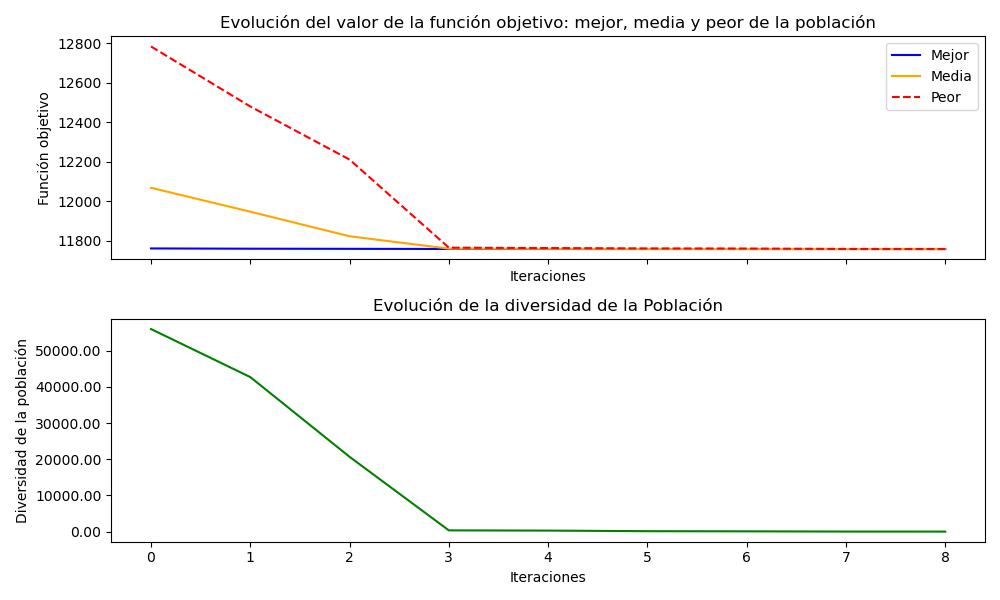 Evolución del valor de la función objetivo: mejor, media y peor de la población
12800
12600
12400
12200
12000
11800
Función objetivo
Mejor
Media
Peor
Iteraciones
Evolución de la diversidad de la Población
50000.00
40000.00
30000.00
20000.00
10000.00
0.00
Diversidad de la población
0 1 2 3 4 5 6 7 8
Iteraciones